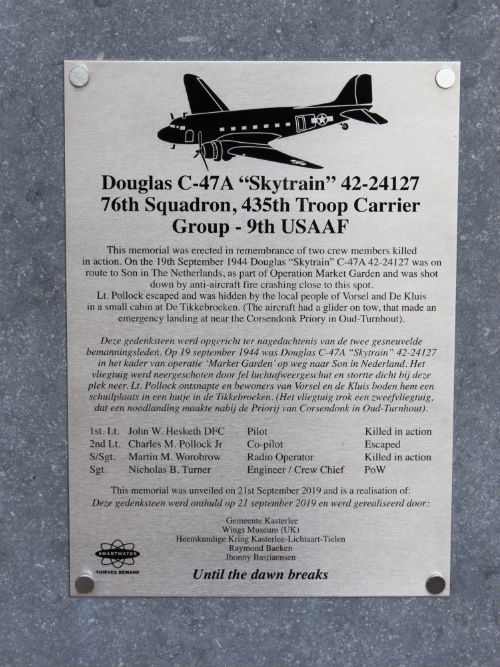 Douglas C-47A “Skytrain” 42-24127
76th Squadron, 435th Troop Carrier
Group - 9th USAAF
This memorial was erected in remembrance of two crew members killed
in action. On the 19th September 1944 Douglas “Skytrain” C-47A 42-24127 was on
route to Son in The Netherlands, as part of Operation Market Garden and was shot
down by anti-aircraft fire crashing close to this spot.
Lt. Pollock escaped and was hidden by the local people of Vorsel and De Kluis
in a small cabin at De Tikkebroeken. (The aircraft had a glider on tow, that made an
emergency landing at near the Corsendonk Priory in Oud-Turnhout).
Deze gedenksteen werd opgericht ter nagedachtenis van de twee gesneuvelde
bemanningsleden. Op 19 september 1944 was Douglas C-47A “Skytrain” 42-24127
in het kader van operatie ‘Market Garden’ op weg naar Son in Nederland. Het
vliegtuig werd neergeschoten door fel luchtafweergeschut en stortte dicht bij deze
plek neer. Lt. Pollock ontsnapte en bewoners van Vorsel en de Kluis boden hem een
schuilplaats in een hutje in de Tikkebroeken. (Het vliegtuig trok een zweefvliegtuig,
dat een noodlanding maakte nabij de Priorij van Corsendonk in Oud-Turnhout).
1st. Lt. John W. Hesketh DFC Pilot Killed in action
2nd Lt. Charles M. Pollock Jr Co-pilot Escaped
S/Sgt. Martin M. Worobrow Radio Operator Killed in action
Sgt. Nicholas B. Turner Engineer / Crew Chief PoW
This memorial was unveiled on 21st September 2019 and is a realisation of:
Deze gedenksteen werd onthuld op 21 september 2019 en werd gerealiseerd door:
Gemeente Kasterlee
Wings Museum (UK)
Heemkundige Kring Kasterlee-Lichtaart-Tielen
Raymond Baeken
Jhonny Bastiaensen
SMARTWATER
THIEVES BEWARE
Until the dawn breaks